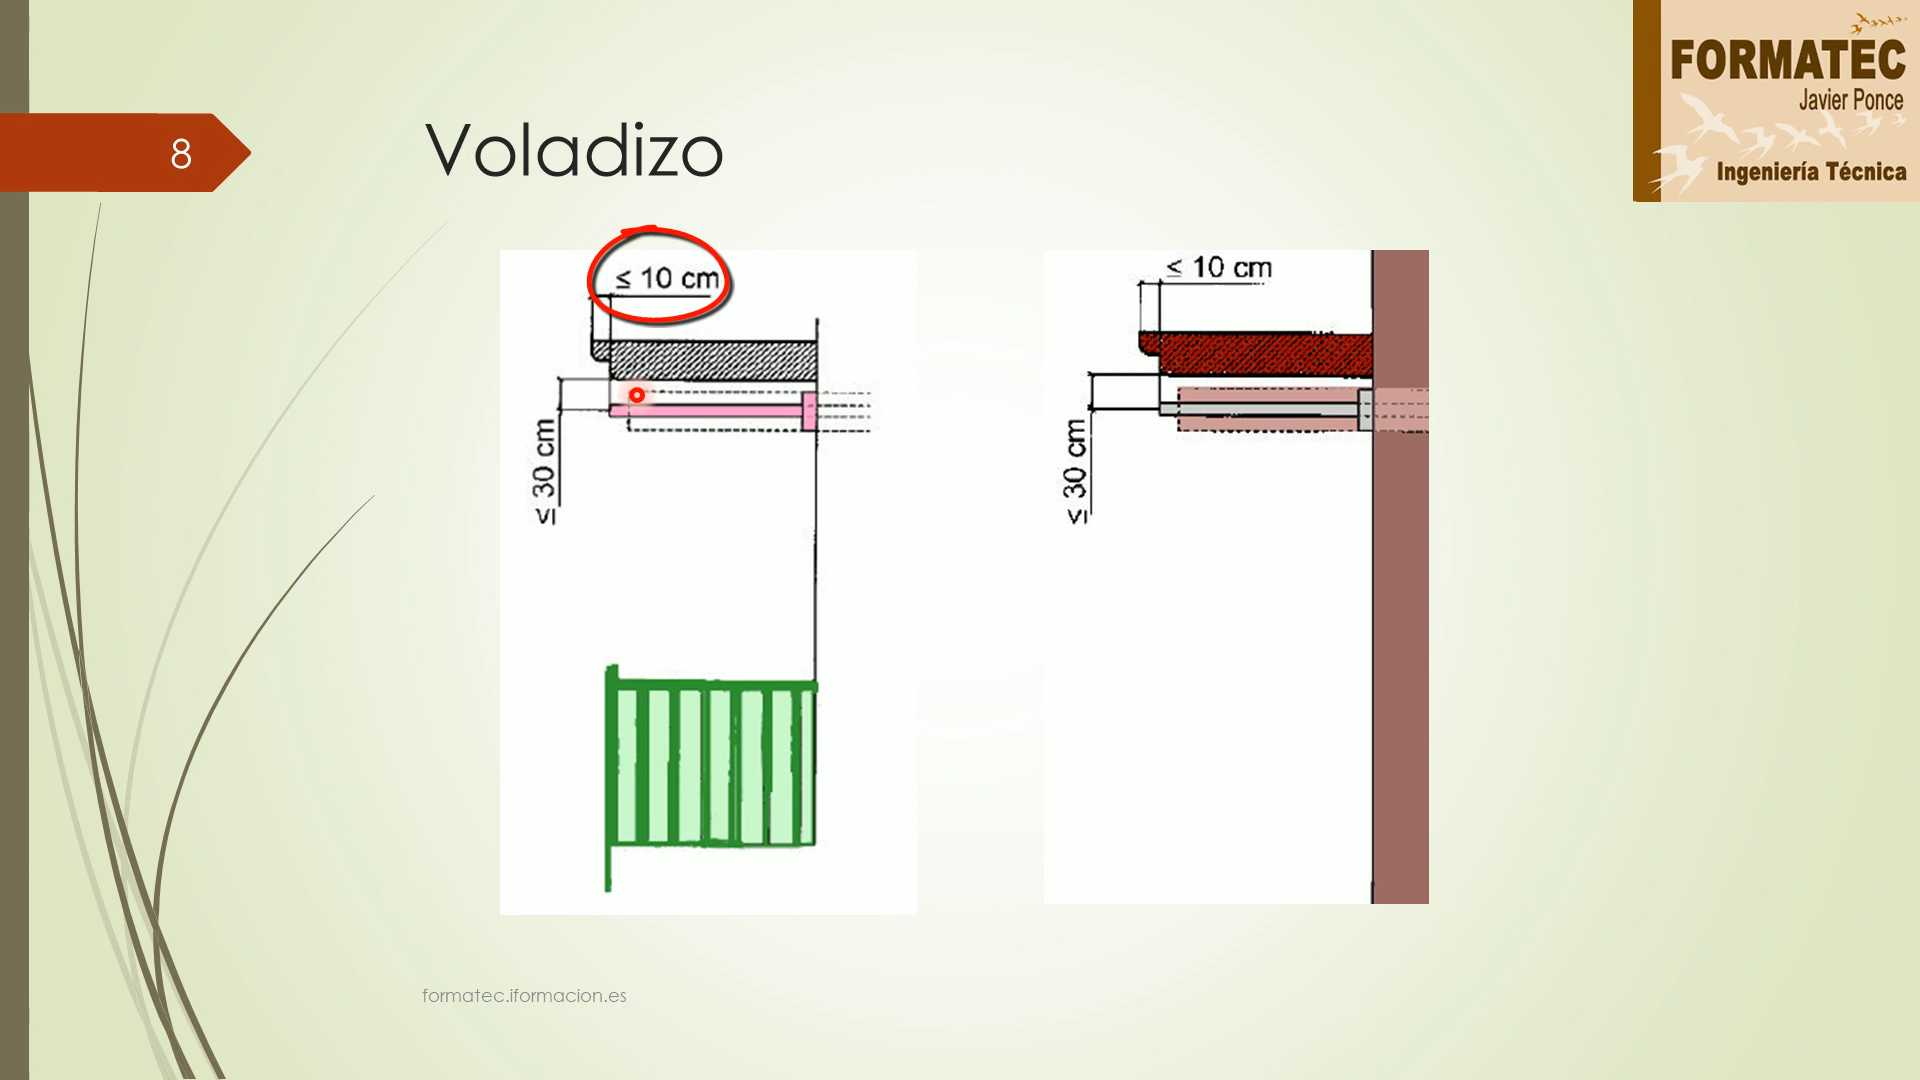 FORMATEC
Javier Ponce
Ingeniería Técnica
8
Voladizo
≤ 10 cm
≤ 30 cm
≤ 10 cm
≤ 30 cm
formatec.iformacion.es